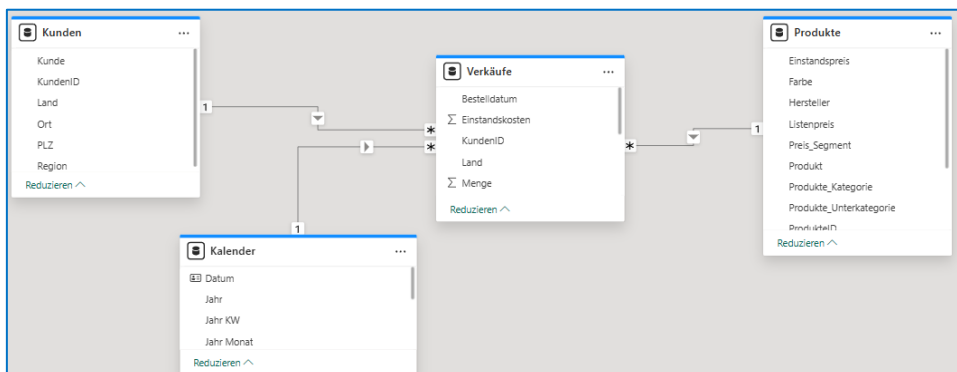 Kunden
Kunde
KundenID
Land
Ort
PLZ
Region
Reduzieren
1
*
Verkäufe
Bestelldatum
Σ Einstandskosten
KundenID
Land
Σ Menge
Reduzieren
*
*
1
Produkte
Einstandspreis
Farbe
Hersteller
Listenpreis
Preis_Segment
Produkt
Produkte_Kategorie
Produkte_Unterkategorie
ProdukteID
Reduzieren
1
Kalender
Datum
Jahr
Jahr KW
Jahr Monat
Reduzieren